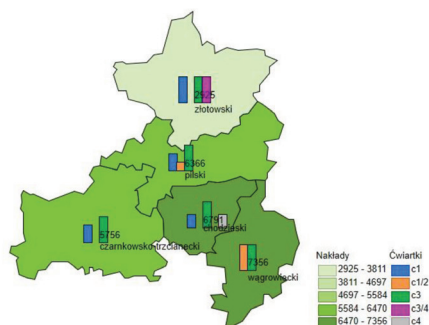 2925
złotowski
6366
pilski
5756
czarnkowsko-trzcianecki
6791
chodzieski
7356
wągrowiecki
Nakłady Ćwiartki
2925 - 3811 c1
3811 - 4697 c1/2
4697 - 5584 c3
5584 - 6470 c3/4
6470 - 7356 c4